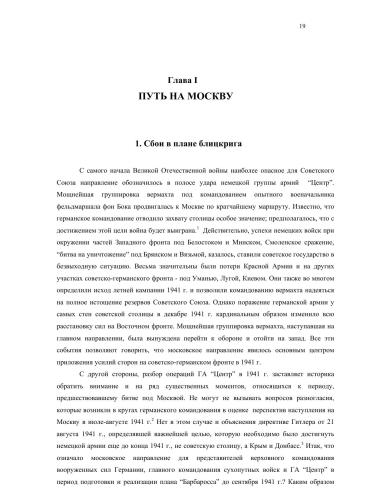 19
Глава I
ПУТЬ НА МОСКВУ
1. Сбои в плане блицкрига
С самого начала Великой Отечественной войны наиболее опасное для Советского
Союза направление обозначилось в полосе удара немецкой группы армий “Центр”.
Мощнейшая группировка вермахта под командованием опытного военачальника
фельдмаршала фон Бока продвигалась к Москве по кратчайшему маршруту. Известно, что
германское командование отводило захвату столицы особое значение; предполагалось, что с
достижением этой цели война будет выиграна.1 Действительно, успехи немецких войск при
окружении частей Западного фронта под Белостоком и Минском, Смоленское сражение,
“битва на уничтожение” под Брянском и Вязьмой, казалось, ставили советское государство в
безвыходную ситуацию. Весьма значительны были потери Красной Армии и на других
участках советско-германского фронта - под Уманью, Лугой, Киевом. Они также во многом
определили исход летней кампании 1941 г. и позволили командованию вермахта надеяться
на полное истощение резервов Советского Союза. Однако поражение германской армии у
самых стен советской столицы в декабре 1941 г. кардинальным образом изменило всю
расстановку сил на Восточном фронте. Мощнейшая группировка вермахта, наступавшая на
главном направлении, была вынуждена перейти к обороне и отойти на запад. Все эти
события позволяют говорить, что московское направление явилось основным центром
приложения усилий сторон на советско-германском фронте в 1941 г.
С другой стороны, разбор операций ГА “Центр” в 1941 г. заставляет историка
обратить внимание и на ряд существенных моментов, относящихся к периоду,
предшествовавшему битве под Москвой. Не могут не вызывать вопросов разногласия,
которые возникли в кругах германского командования в оценке перспектив наступления на
Москву в июле-августе 1941 г.2 Нет в этом случае и объяснения директиве Гитлера от 21
августа 1941 г., определявшей важнейшей целью, которую необходимо было достигнуть
немецкой армии еще до конца 1941 г., не советскую столицу, а Крым и Донбасс.3 Итак, что
означало московское направление для представителей верховного командования
вооруженных сил Германии, главного командования сухопутных войск и ГА “Центр” в
период подготовки и реализации плана “Барбаросса” до сентября 1941 г.? Каким образом